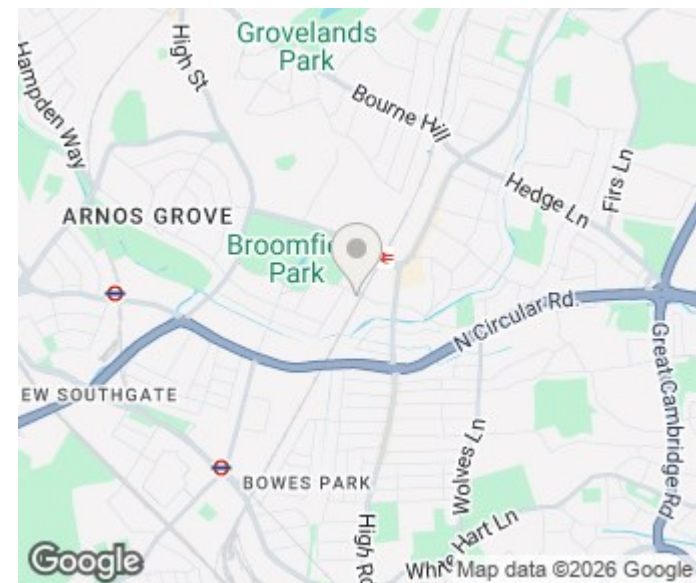 Grovelands
Park
High St
Hampden Way
Bourne Hill
Firs Ln
Hedge Ln
ARNOS GROVE
Broomfie
Park
N Circular Rd
Great Cambridge Rd
EW SOUTHGATE
BOWES PARK
Wolves Ln
High Ro
White Hart Ln
Google
Map data ©2026 Google